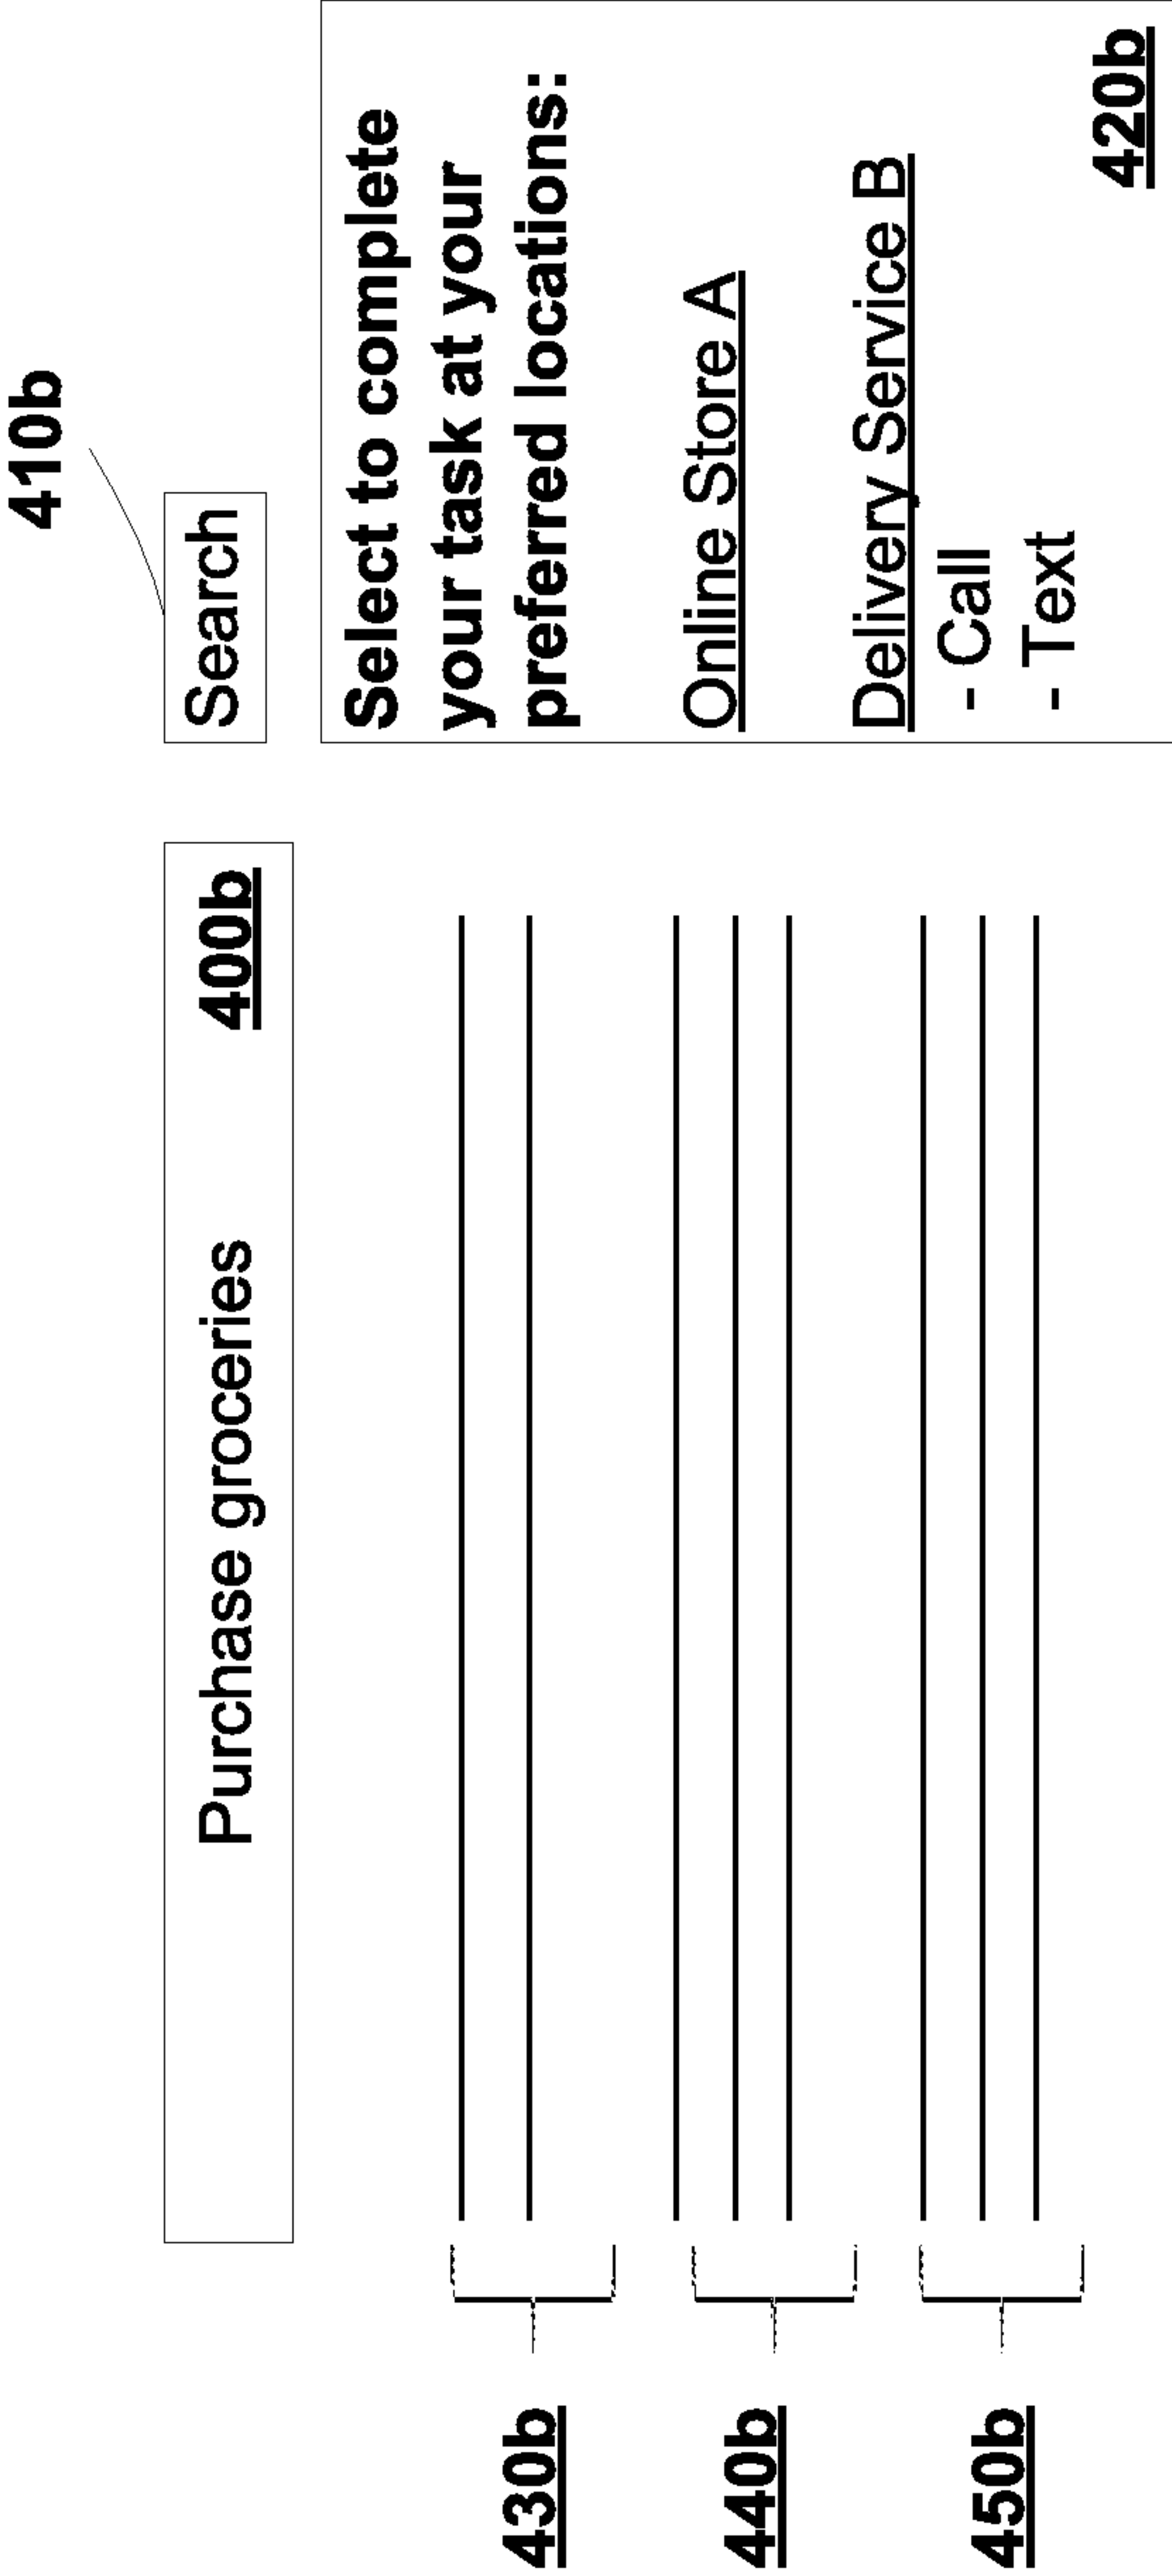 410b
Purchase groceries 400b
Search
Select to complete
your task at your
preferred locations:
Online Store A
Delivery Service B
- Call
- Text
420b
430b
440b
450b